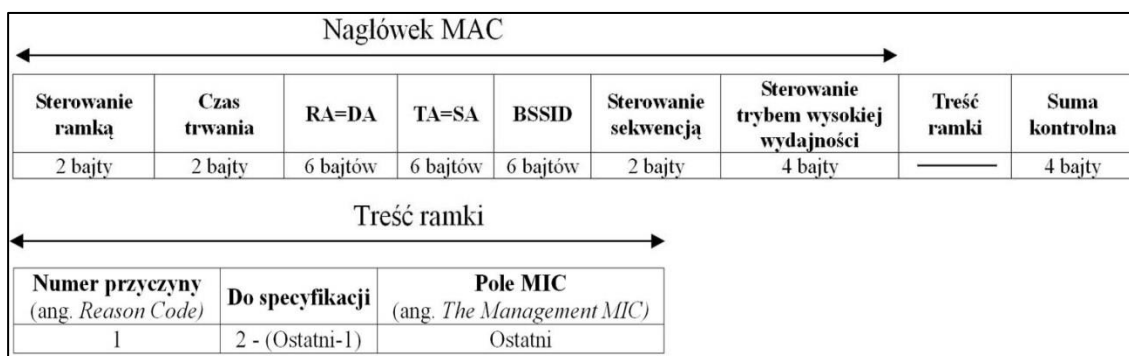 Nagłówek MAC
Sterowanie ramką Czas trwania RA=DA TA=SA BSSID Sterowanie sekwencją Sterowanie trybem wysokiej wydajności Treść ramki Suma kontrolna
2 bajty 2 bajty 6 bajtów 6 bajtów 6 bajtów 2 bajty 4 bajty 4 bajty
Treść ramki
Numer przyczyny (ang. Reason Code) Do specyfikacji Pole MIC (ang. The Management MIC)
1 2 - (Ostatni-1) Ostatni